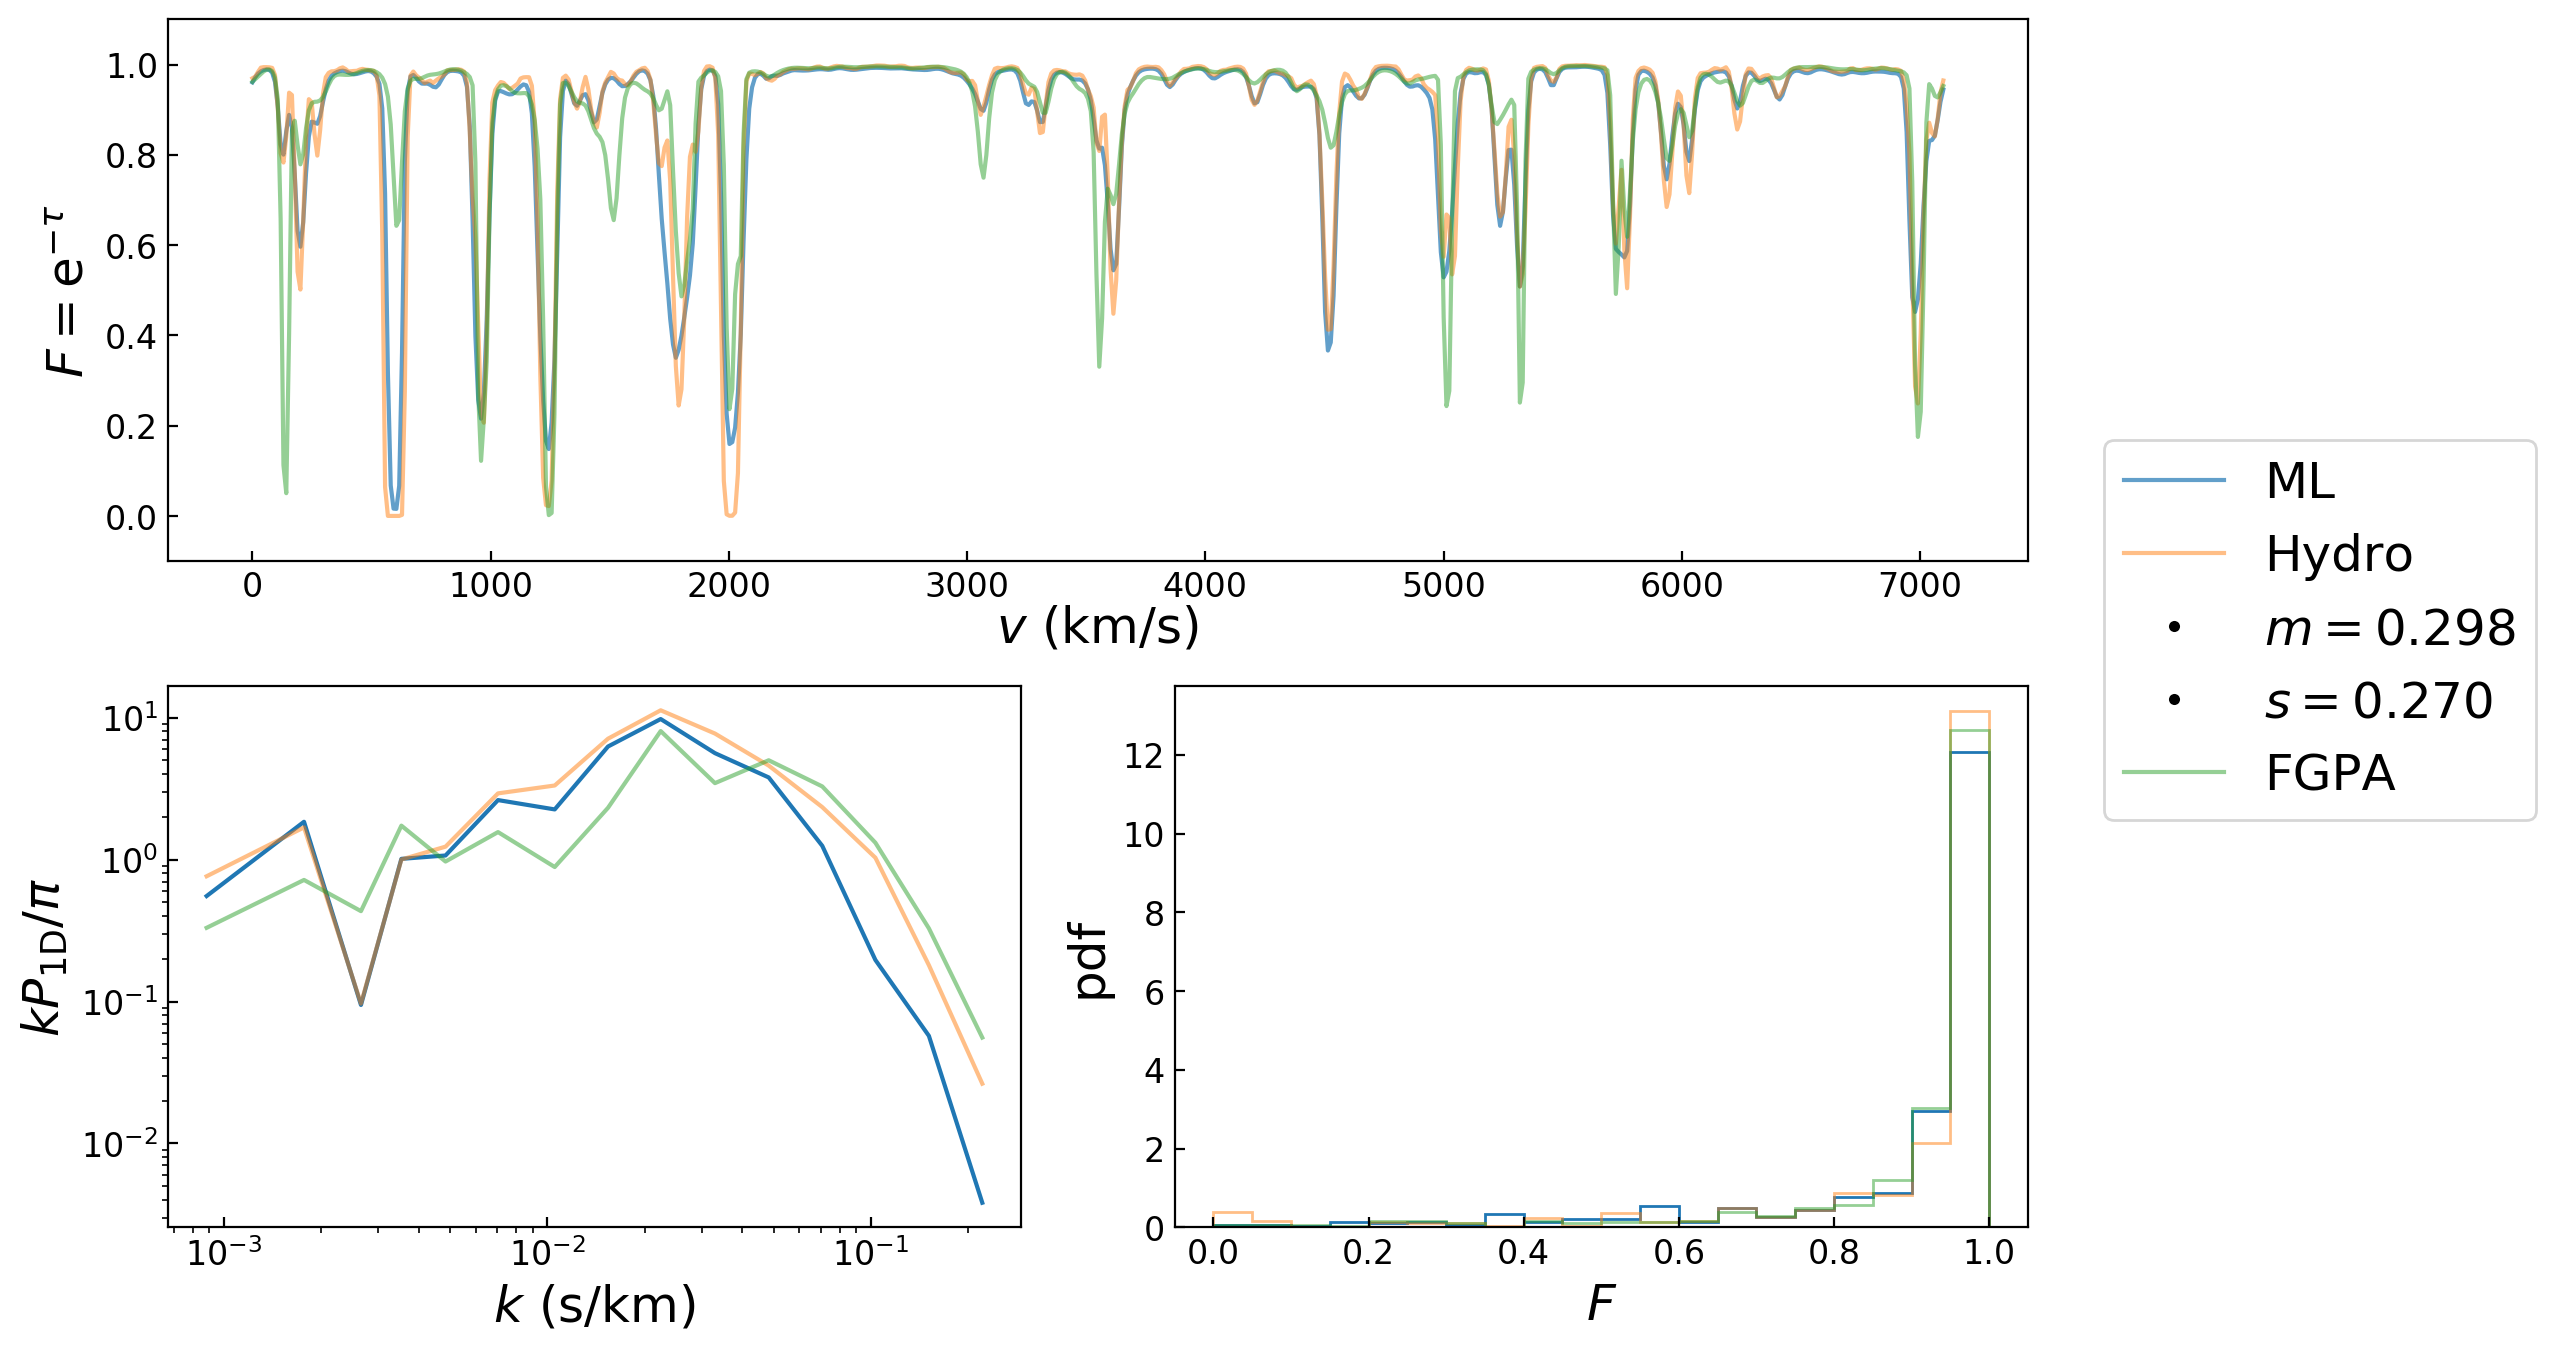 1.0
0.8
0.6
0.4
0.2
0.0
F = e^{−τ}
0 1000 2000 3000 4000 5000 6000 7000
v (km/s)
10^1
10^0
10^{−1}
10^{−2}
kP_{1D}/π
10^{−3} 10^{−2} 10^{−1}
k (s/km)
12
10
8
6
4
2
0
pdf
0.0 0.2 0.4 0.6 0.8 1.0
F
ML
Hydro
m = 0.298
s = 0.270
FGPA